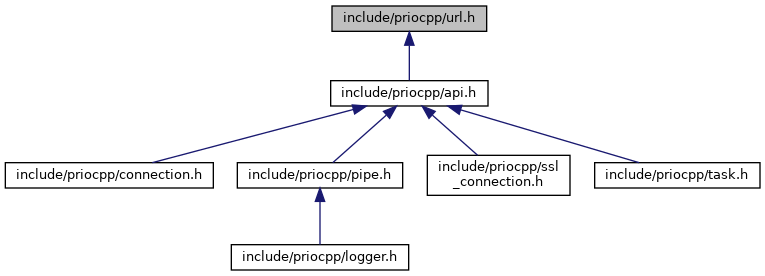 include/priocpp/url.h
include/priocpp/api.h
include/priocpp/connection.h
include/priocpp/pipe.h
include/priocpp/ssl
_connection.h
include/priocpp/task.h
include/priocpp/logger.h